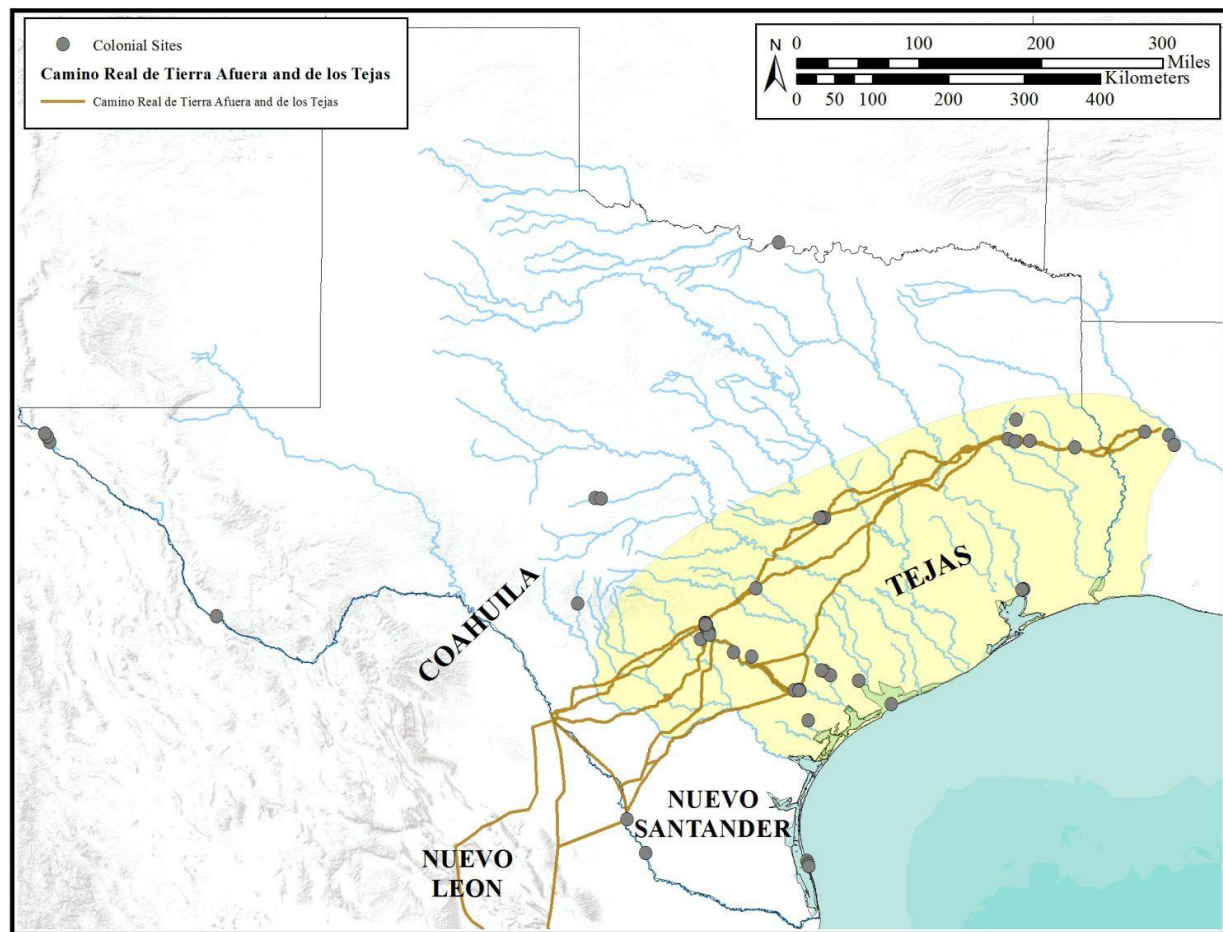 Colonial Sites
Camino Real de Tierra Afuera and de los Tejas
Camino Real de Tierra Afuera and de los Tejas
N
0 100 200 300
Miles
Kilometers
0 50 100 200 300 400
COAHUILA
TEJAS
NUEVO
SANTANDER
NUEVO
LEON